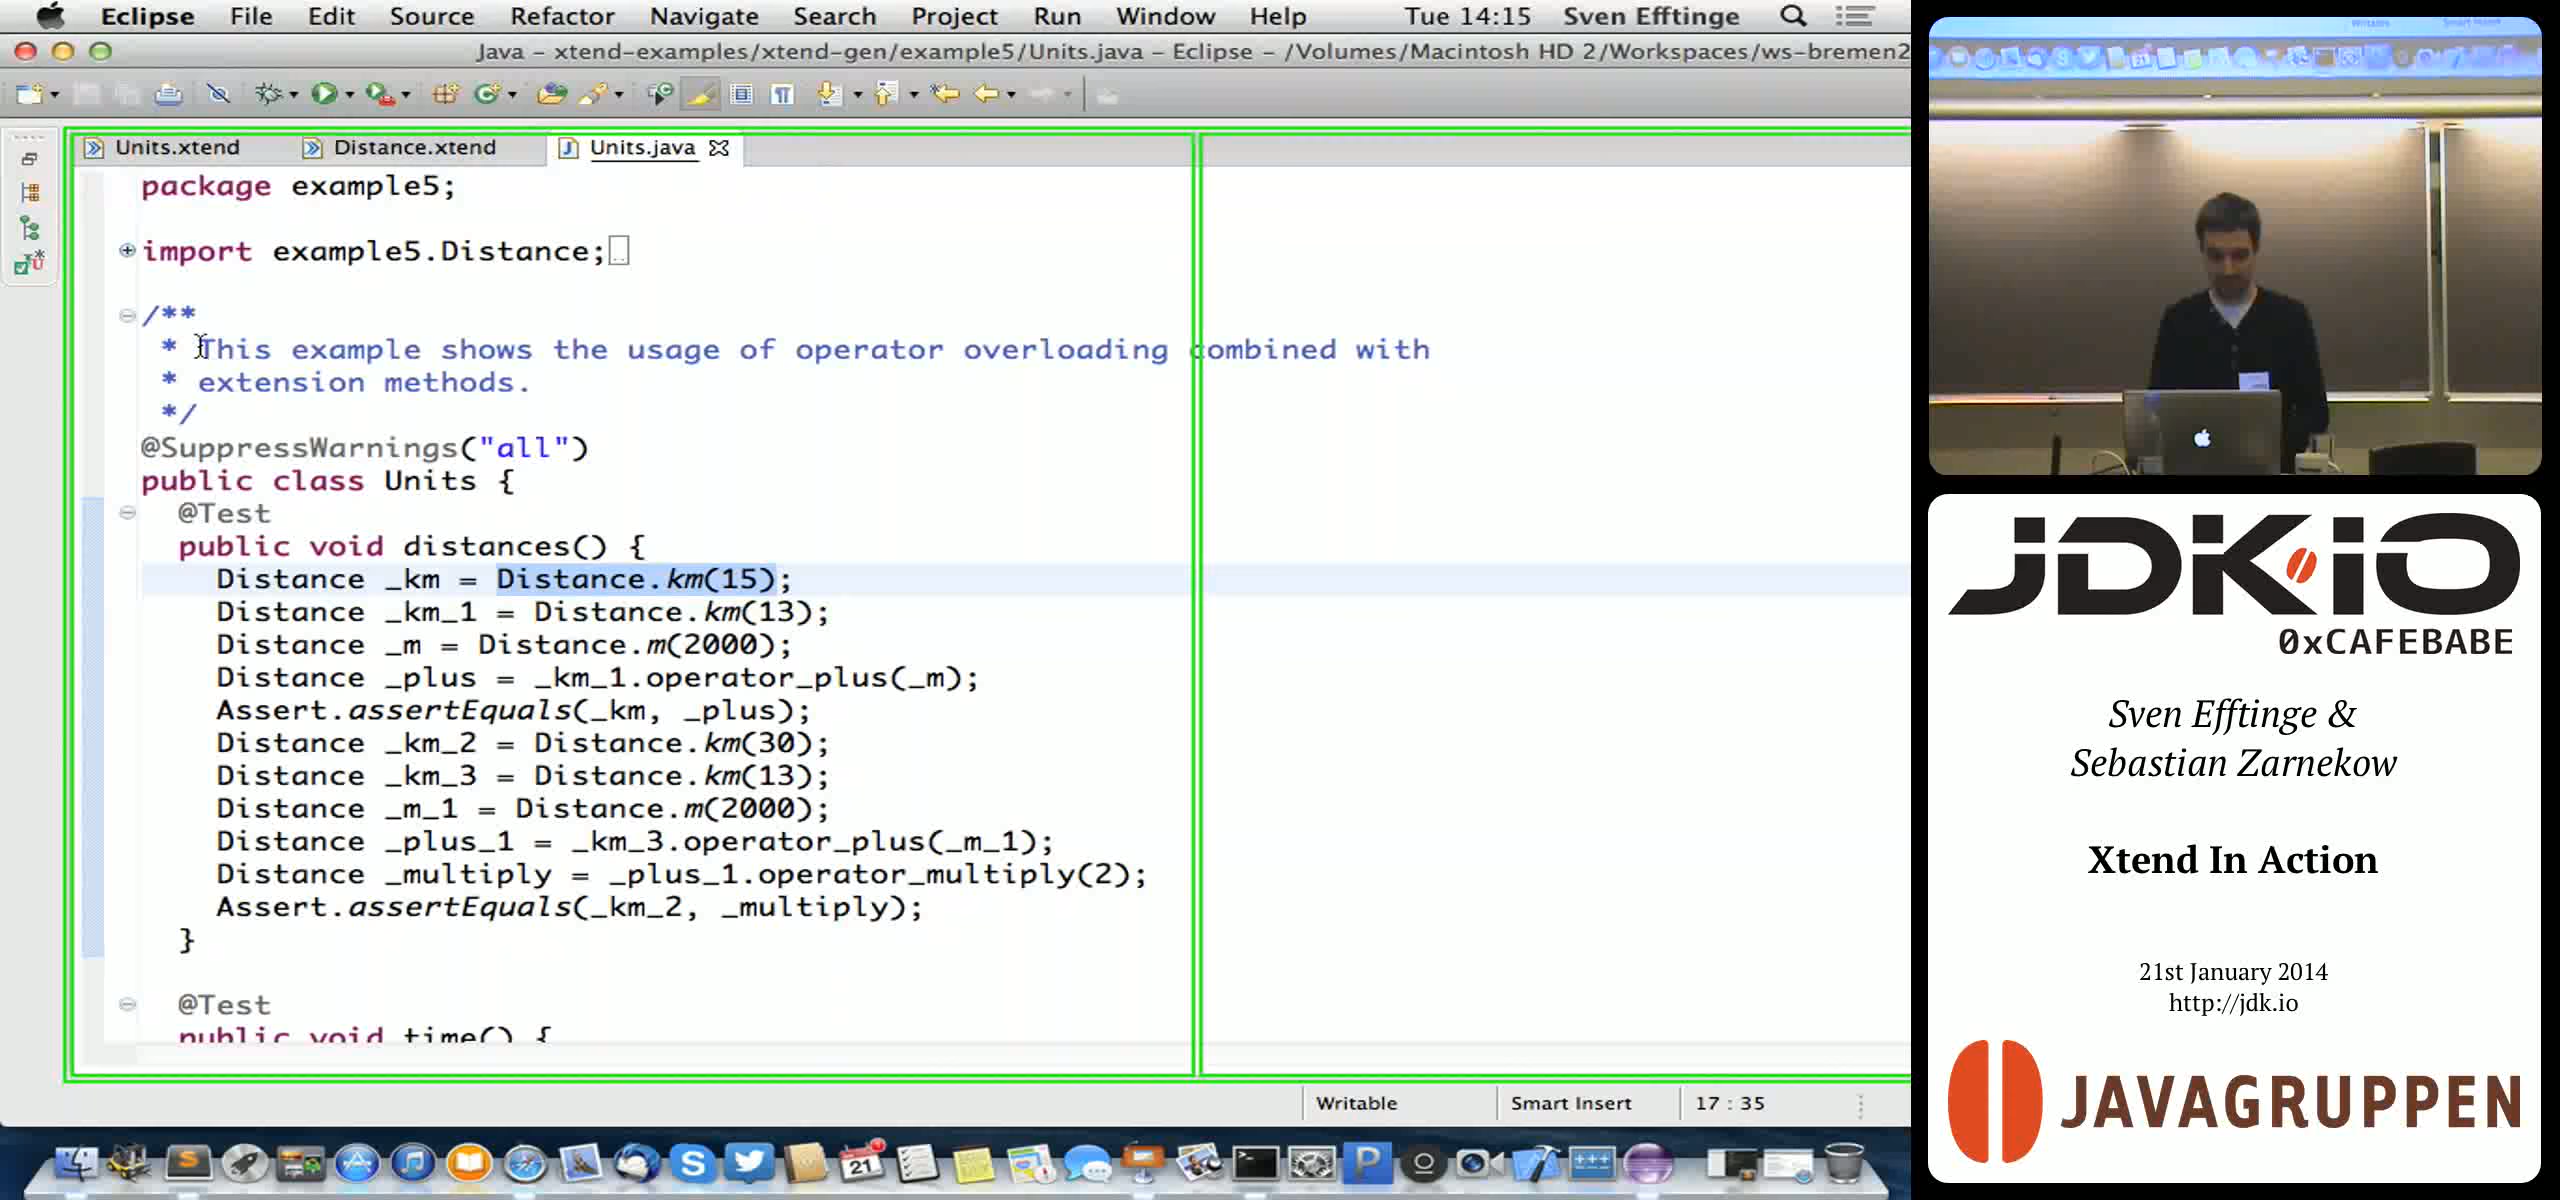 Eclipse File Edit Source Refactor Navigate Search Project Run Window Help Tue 14:15 Sven Efftinge
Java – xtend-examples/xtend-gen/example5/Units.java – Eclipse – /Volumes/Macintosh HD 2/Workspaces/ws-bremen2
Units.xtend Distance.xtend Units.java
package example5;
import example5.Distance;
/**
* This example shows the usage of operator overloading combined with
* extension methods.
*/
@SuppressWarnings("all")
public class Units {
@Test
public void distances() {
Distance _km = Distance.km(15);
Distance _km_1 = Distance.km(13);
Distance _m = Distance.m(2000);
Distance _plus = _km_1.operator_plus(_m);
Assert.assertEquals(_km, _plus);
Distance _km_2 = Distance.km(30);
Distance _km_3 = Distance.km(13);
Distance _m_1 = Distance.m(2000);
Distance _plus_1 = _km_3.operator_plus(_m_1);
Distance _multiply = _plus_1.operator_multiply(2);
Assert.assertEquals(_km_2, _multiply);
}
@Test
public void time() {
Writable Smart Insert 17 : 35
21
JDK.iO
0xCAFEBABE
Sven Efftinge &
Sebastian Zarnekow
Xtend In Action
21st January 2014
http://jdk.io
JAVAGRUPPEN